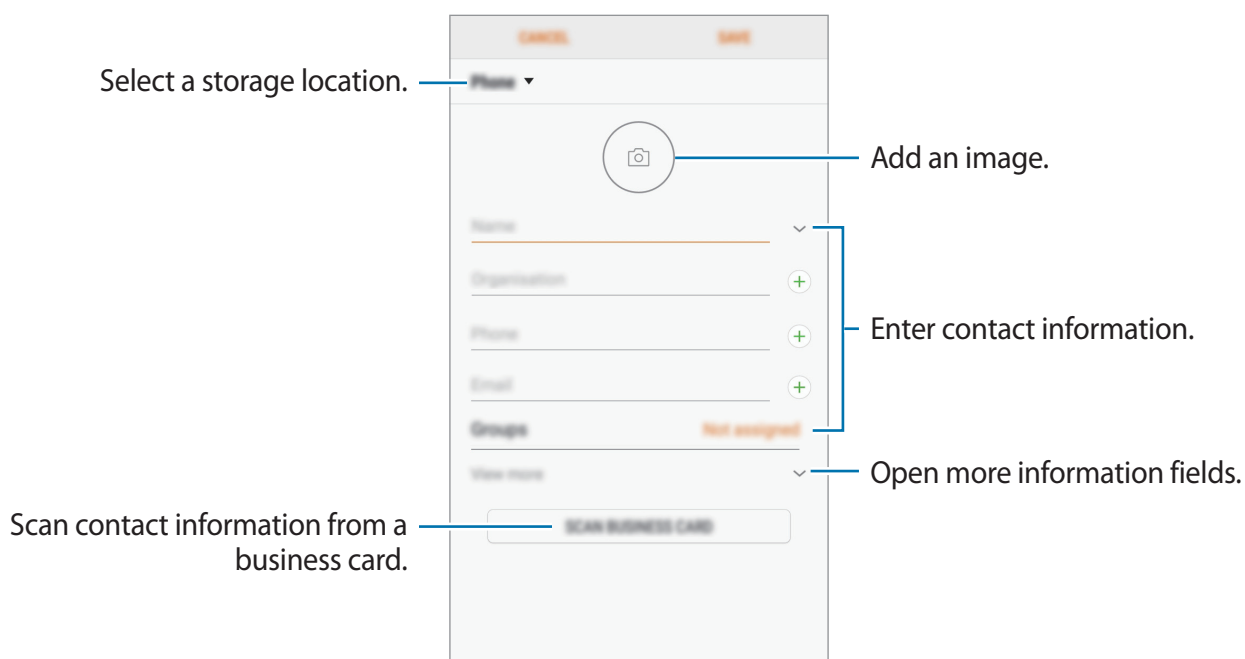 CANCEL
SAVE
Select a storage location.
Phone
Add an image.
Name
Organisation
Phone
Enter contact information.
Email
Groups
Not assigned
View more
Open more information fields.
Scan contact information from a
business card.
SCAN BUSINESS CARD